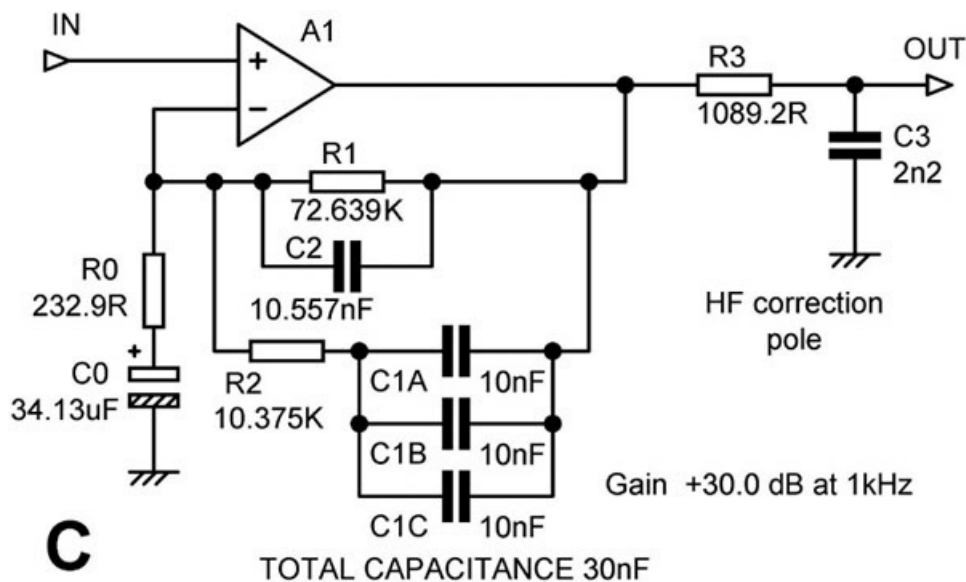 IN
A1
OUT
+
−
R3
1089.2R
C3
2n2
R1
72.639K
C2
10.557nF
R0
232.9R
HF correction
pole
+
C0
34.13uF
R2
10.375K
C1A
10nF
C1B
10nF
C1C
10nF
Gain +30.0 dB at 1kHz
C
TOTAL CAPACITANCE 30nF